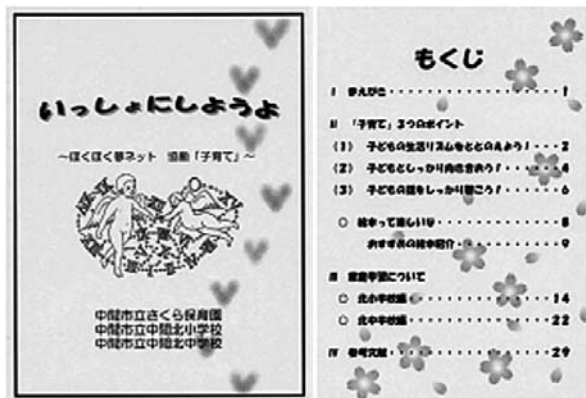 いっしょにしようよ
～ほくほく夢ネット 協働「子育て」～
中間市立さくら保育園
中間市立中間北小学校
中間市立中間北中学校
もくじ
Ⅰ まえがき・・・・・・・・・・・・・・・・1
Ⅱ 「子育て」3つのポイント
(1) 子どもの生活リズムをととのえよう！・・・2
(2) 子どもとしっかり向き合おう！・・・・・4
(3) 子どもの話をしっかり聞こう！・・・・・6
○ 絵本って楽しいな・・・・・・・・・・8
おすすめの絵本紹介・・・・・・・・9
Ⅲ 家庭学習について
○ 北小学校編・・・・・・・・・・・14
○ 北中学校編・・・・・・・・・・・22
Ⅳ 参考文献・・・・・・・・・・・・・29